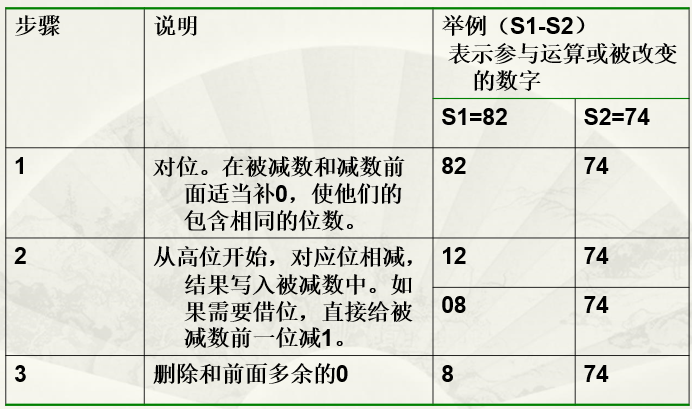 步骤
说明
举例（S1-S2）
表示参与运算或被改变
的数字
S1=82
S2=74
1
对位。在被减数和减数前
面适当补0，使他们的
包含相同的位数。
82
74
2
从高位开始，对应位相减，
结果写入被减数中。如
果需要借位，直接给被
减数前一位减1。
12
74
08
74
3
删除和前面多余的0
8
74